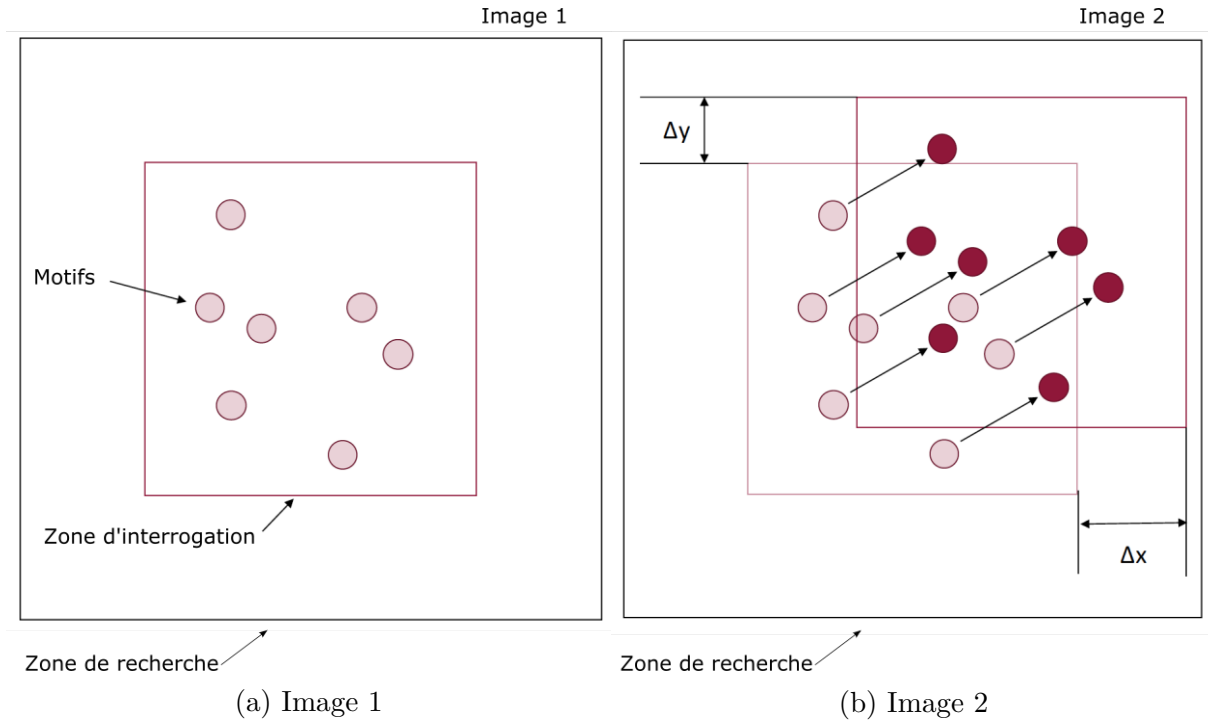 Image 1
Motifs
Zone d'interrogation
Zone de recherche
(a) Image 1
Image 2
Δy
Δx
Zone de recherche
(b) Image 2